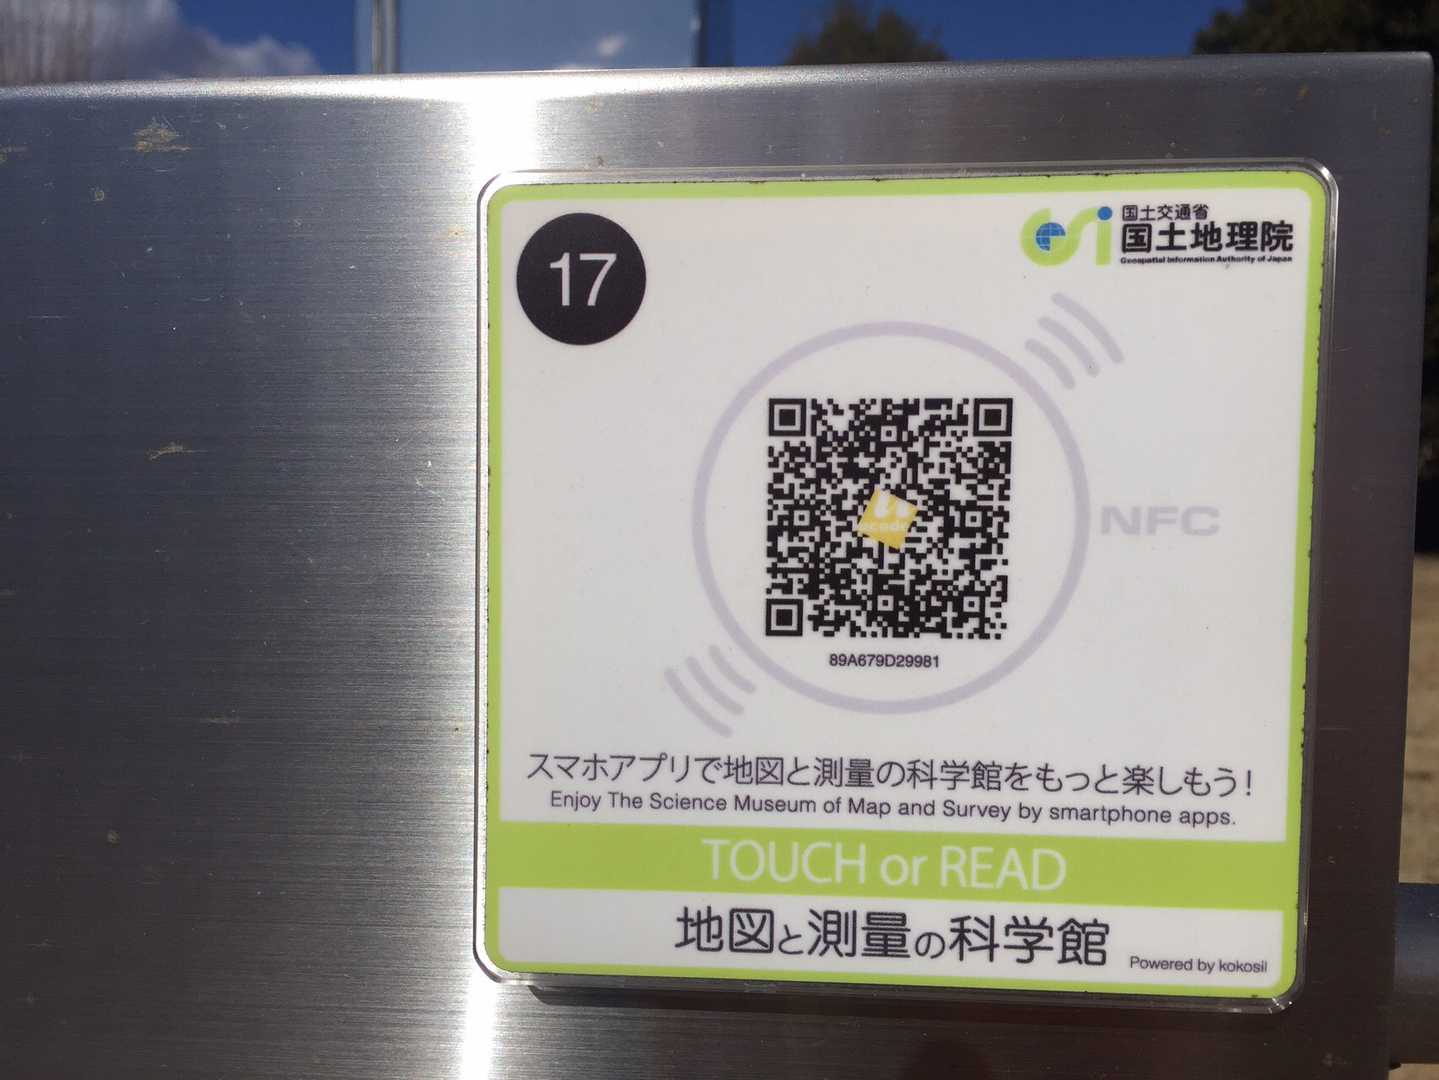 17
国土交通省
国土地理院
Geospatial Information Authority of Japan
NFC
ucode
89A679D29981
スマホアプリで地図と測量の科学館をもっと楽しもう!
Enjoy The Science Museum of Map and Survey by smartphone apps.
TOUCH or READ
地図と測量の科学館
Powered by kokosil